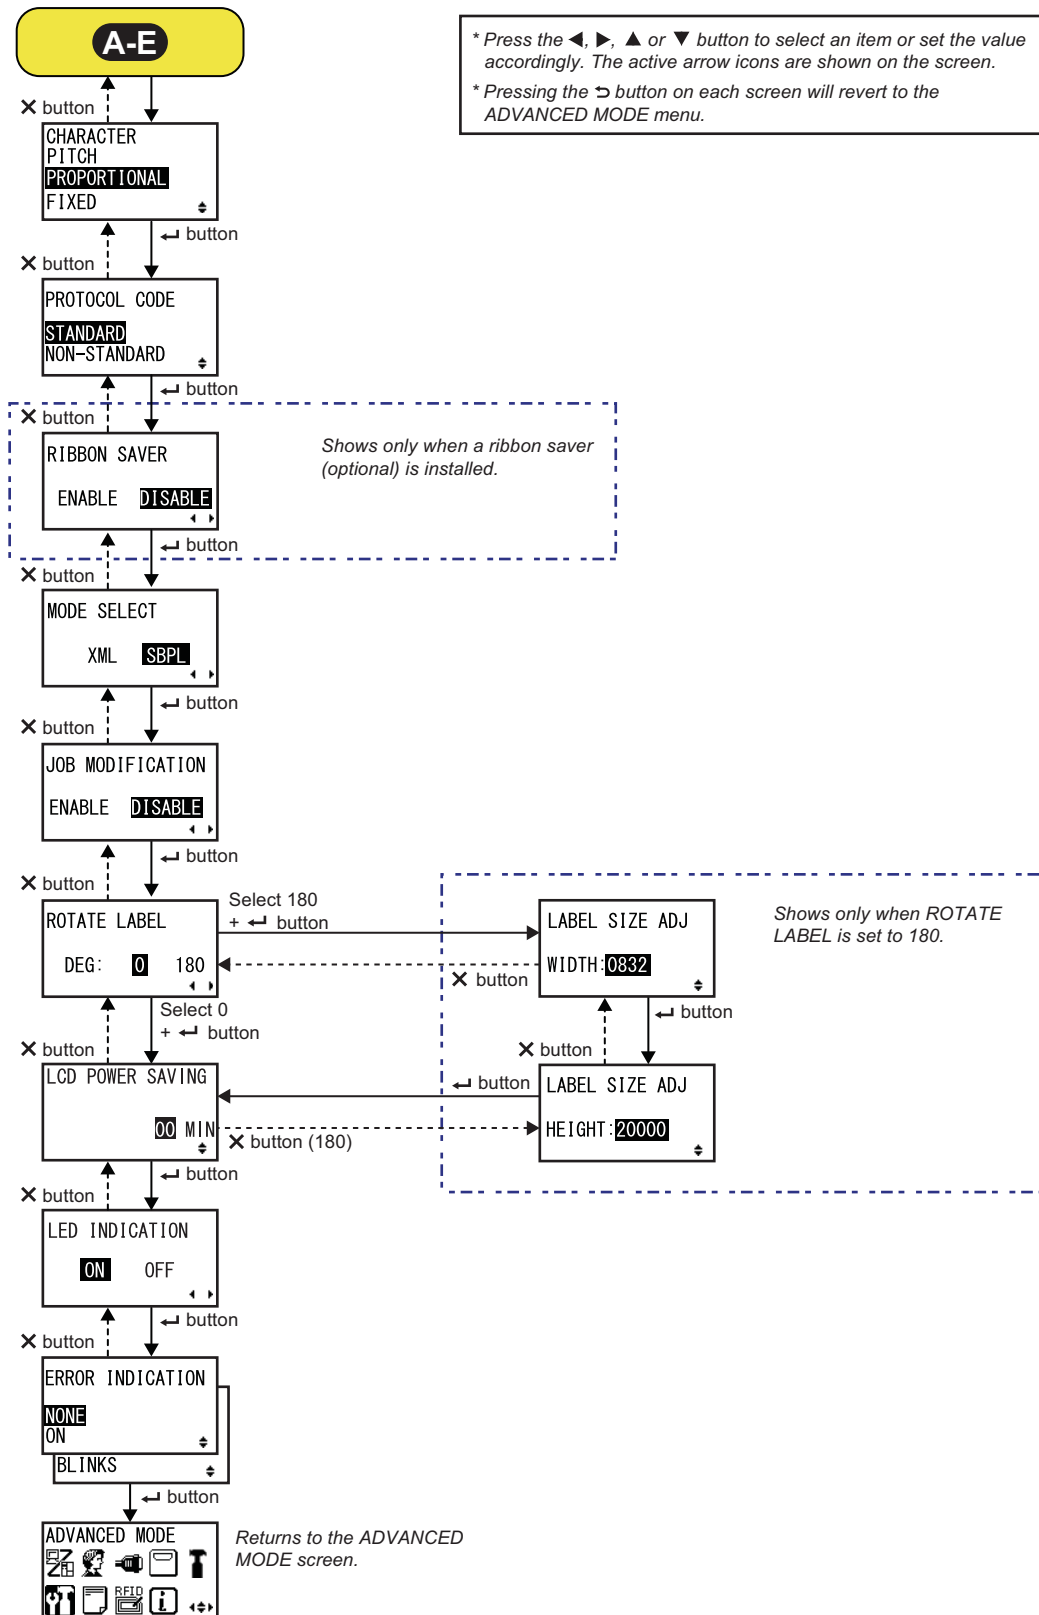 A-E
* Press the ◀, ▶, ▲ or ▼ button to select an item or set the value
accordingly. The active arrow icons are shown on the screen.
* Pressing the ⮌ button on each screen will revert to the
ADVANCED MODE menu.
✕ button
CHARACTER
PITCH
PROPORTIONAL
FIXED
↵ button
✕ button
PROTOCOL CODE
STANDARD
NON-STANDARD
↵ button
✕ button
RIBBON SAVER
ENABLE DISABLE
Shows only when a ribbon saver
(optional) is installed.
↵ button
✕ button
MODE SELECT
XML SBPL
↵ button
✕ button
JOB MODIFICATION
ENABLE DISABLE
↵ button
✕ button
ROTATE LABEL
DEG: 0 180
Select 180
+ ↵ button
LABEL SIZE ADJ
WIDTH:0832
Shows only when ROTATE
LABEL is set to 180.
✕ button
Select 0
+ ↵ button
↵ button
✕ button
✕ button
LCD POWER SAVING
00 MIN
↵ button
LABEL SIZE ADJ
HEIGHT:20000
✕ button (180)
↵ button
✕ button
LED INDICATION
ON OFF
↵ button
✕ button
ERROR INDICATION
NONE
ON
BLINKS
↵ button
ADVANCED MODE
RFID
i
Returns to the ADVANCED
MODE screen.